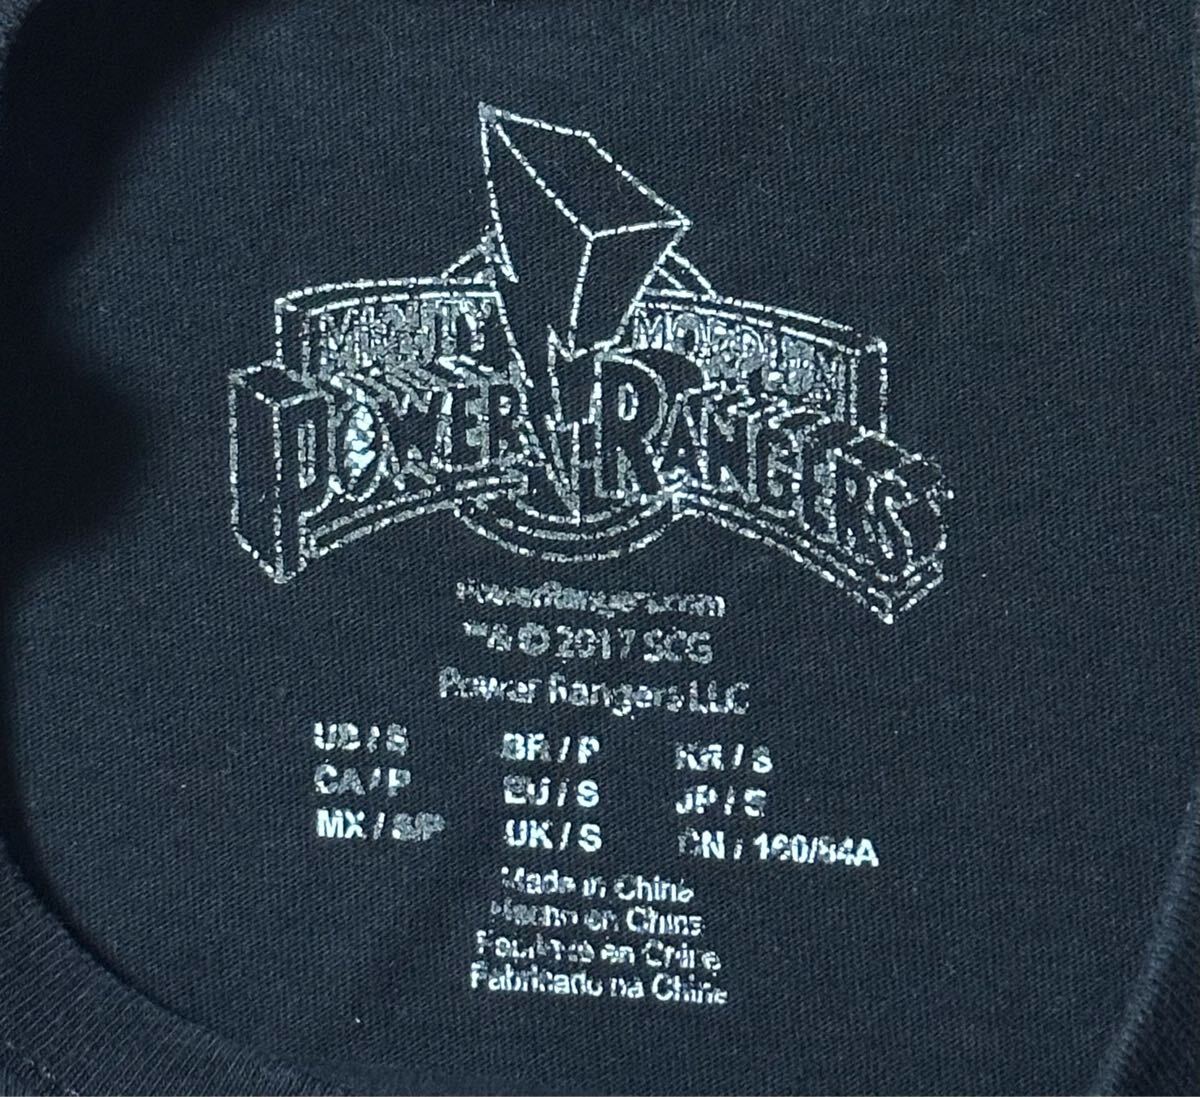 MIGHTY MORPHIN
POWER RANGERS
PowerRangers.com
™& © 2017 SCG
Power Rangers LLC
US / S BR / P KR / S
CA / P EU / S JP / S
MX / S/P UK / S CN / 160/84A
Made in China
Hecho en China
Fabriqué en Chine
Fabricado na China